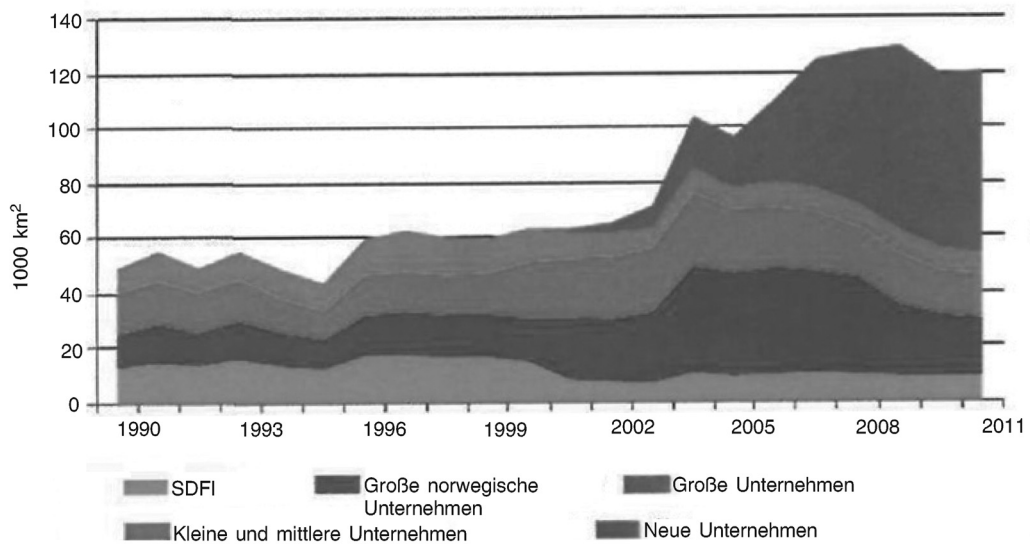 140
120
100
80
60
40
20
0
1000 km²
1990 1993 1996 1999 2002 2005 2008 2011
SDFI
Große norwegische
Unternehmen
Große Unternehmen
Kleine und mittlere Unternehmen
Neue Unternehmen